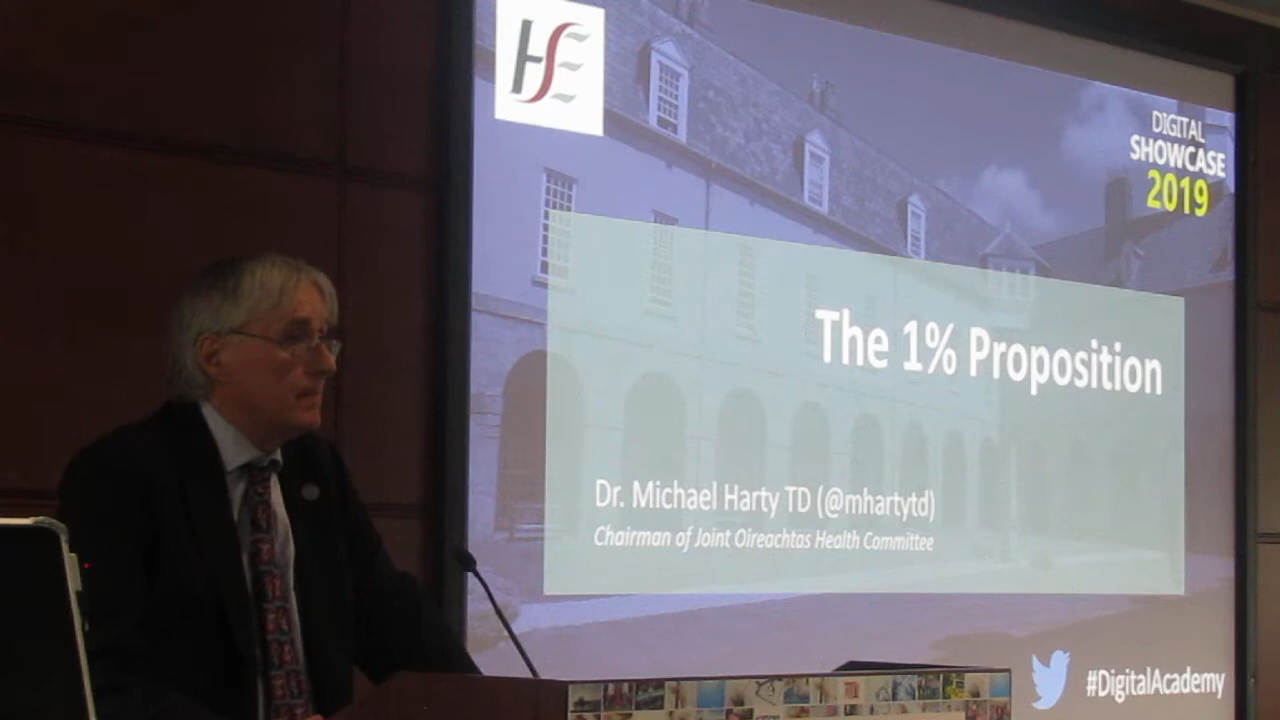 HSE
DIGITAL
SHOWCASE
2019
The 1% Proposition
Dr. Michael Harty TD (@mhartytd)
Chairman of Joint Oireachtas Health Committee
#DigitalAcademy